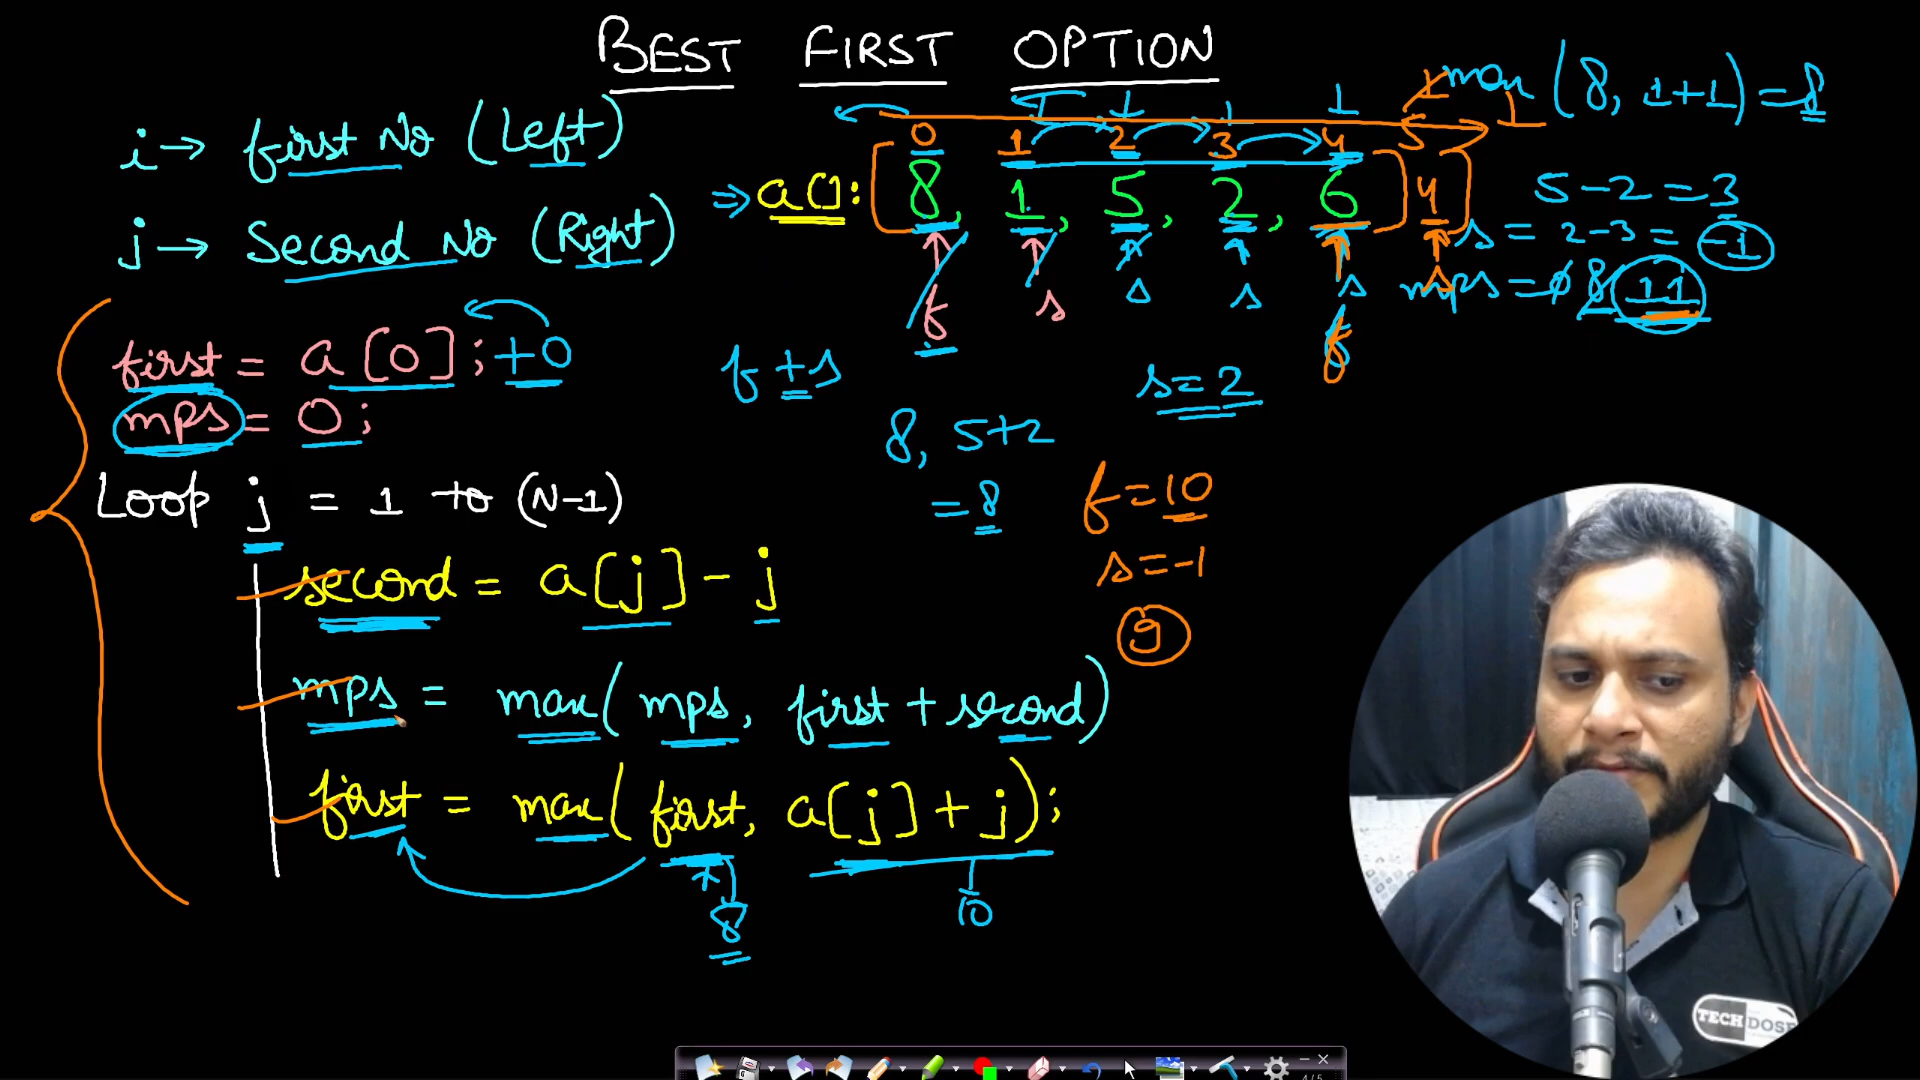 BEST FIRST OPTION
i → first No (Left)
j → Second No (Right)
max (8, 1+1) = 8
0 1 2 3 4 5
⇒ a[]: [8, 1, 5, 2, 6] 4]
5-2 = 3
s = 2-3 = -1
mps = 0 8 11
f s s s s s
f
first = a[0]; +0
f + s
s = 2
mps = 0;
8, 5+2
= 8
Loop j = 1 to (N-1)
f = 10
s = -1
9
second = a[j] - j
mps = max(mps, first + second)
first = max(first, a[j] + j);
8
10
TECH DOSE
4/5